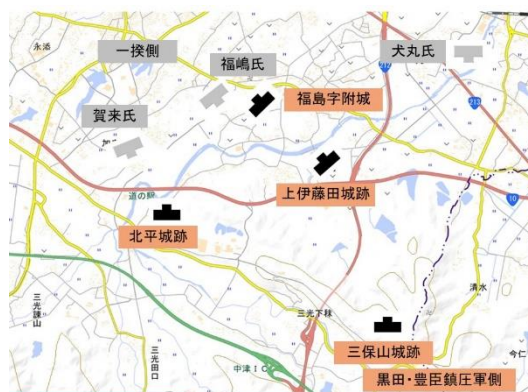 永添
一揆側
福嶋氏
犬丸氏
212
福島字附城
213
賀来氏
上伊藤田城跡
道の駅
10
北平城跡
中津IC
三光諌山
三光田口
三光下秣
清水
三保山城跡
今仁
黒田・豊臣鎮圧軍側